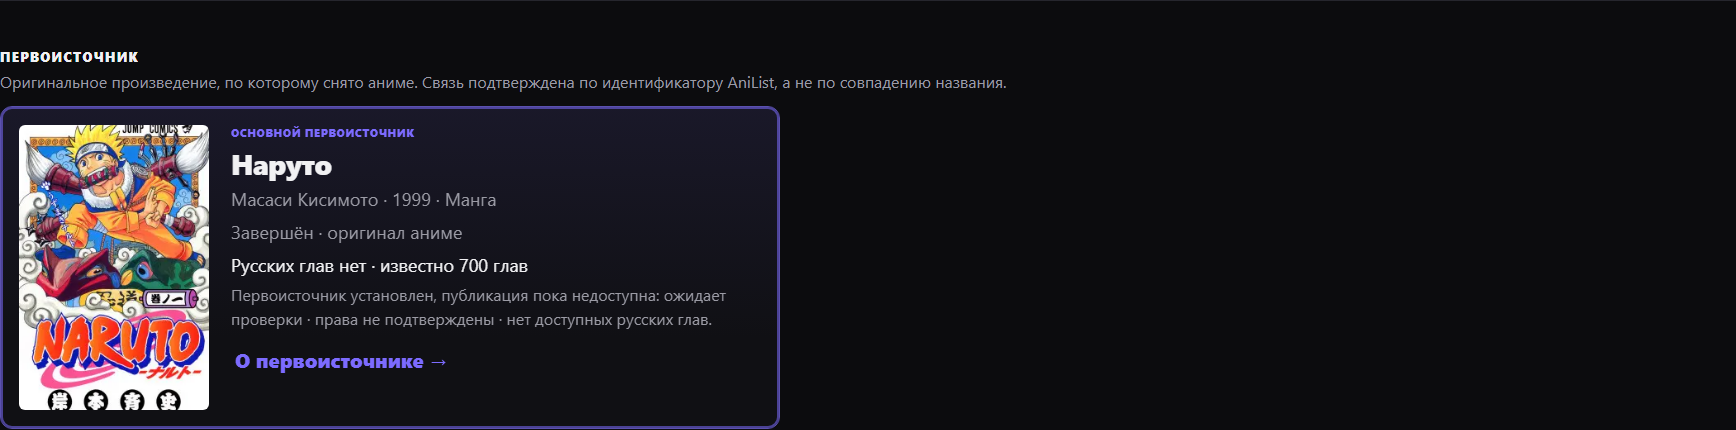 ПЕРВОИСТОЧНИК
Оригинальное произведение, по которому снято аниме. Связь подтверждена по идентификатору AniList, а не по совпадению названия.
JUMP COMICS
巻ノ一
NARUTO
-ナルト-
岸本斉史
ОСНОВНОЙ ПЕРВОИСТОЧНИК
Наруто
Масаси Кисимото · 1999 · Манга
Завершён · оригинал аниме
Русских глав нет · известно 700 глав
Первоисточник установлен, публикация пока недоступна: ожидает
проверки · права не подтверждены · нет доступных русских глав.
О первоисточнике →